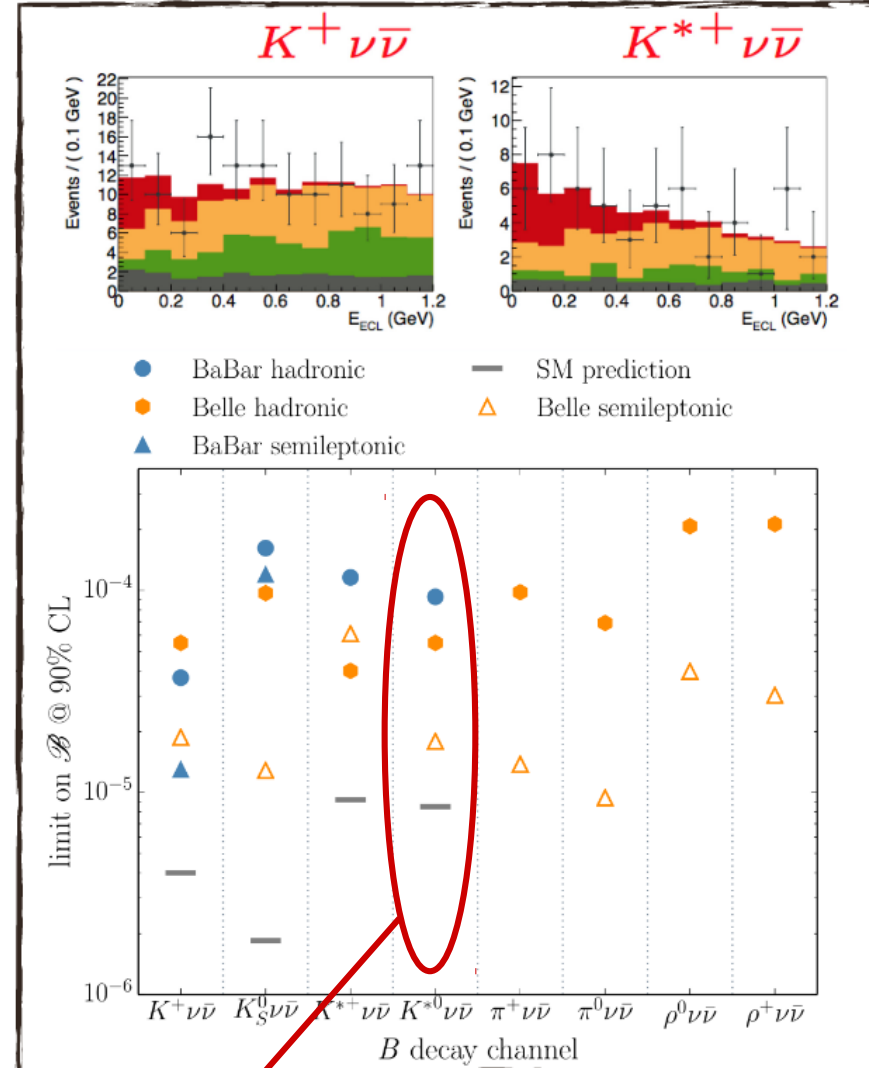 K⁺νν̄ K*⁺νν̄
Events / ( 0.1 GeV )
22
20
18
16
14
12
10
8
6
4
2
0
0 0.2 0.4 0.6 0.8 1 1.2
E_ECL (GeV)
Events / ( 0.1 GeV )
12
10
8
6
4
2
0
0 0.2 0.4 0.6 0.8 1 1.2
E_ECL (GeV)
BaBar hadronic
Belle hadronic
BaBar semileptonic
SM prediction
Belle semileptonic
limit on ℬ @ 90% CL
10⁻⁴
10⁻⁵
10⁻⁶
K⁺νν̄ K⁰_Sνν̄ K*⁺νν̄ K*⁰νν̄ π⁺νν̄ π⁰νν̄ ρ⁰νν̄ ρ⁺νν̄
B decay channel